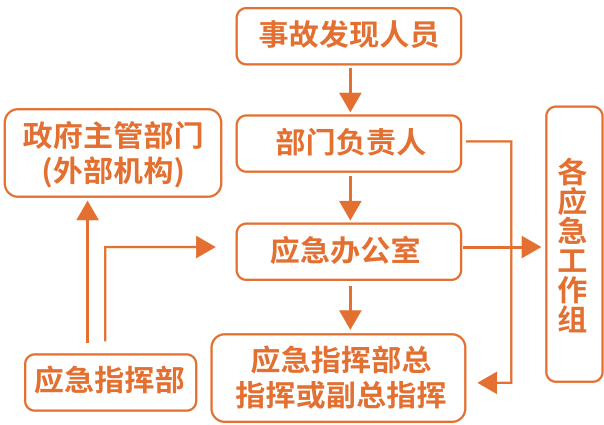 事故发现人员
政府主管部门
(外部机构)
部门负责人
各应急工作组
应急办公室
应急指挥部
应急指挥部总
指挥或副总指挥